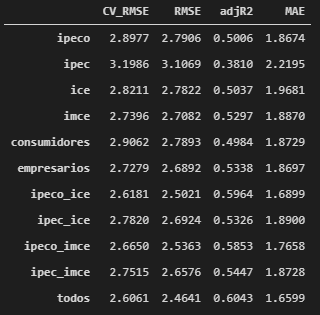 CV_RMSE RMSE adjR2 MAE
ipeco 2.8977 2.7906 0.5006 1.8674
ipec 3.1986 3.1069 0.3810 2.2195
ice 2.8211 2.7822 0.5037 1.9681
imce 2.7396 2.7082 0.5297 1.8870
consumidores 2.9062 2.7893 0.4984 1.8729
empresarios 2.7279 2.6892 0.5338 1.8697
ipeco_ice 2.6181 2.5021 0.5964 1.6899
ipec_ice 2.7820 2.6924 0.5326 1.8900
ipeco_imce 2.6650 2.5363 0.5853 1.7658
ipec_imce 2.7515 2.6576 0.5447 1.8728
todos 2.6061 2.4641 0.6043 1.6599